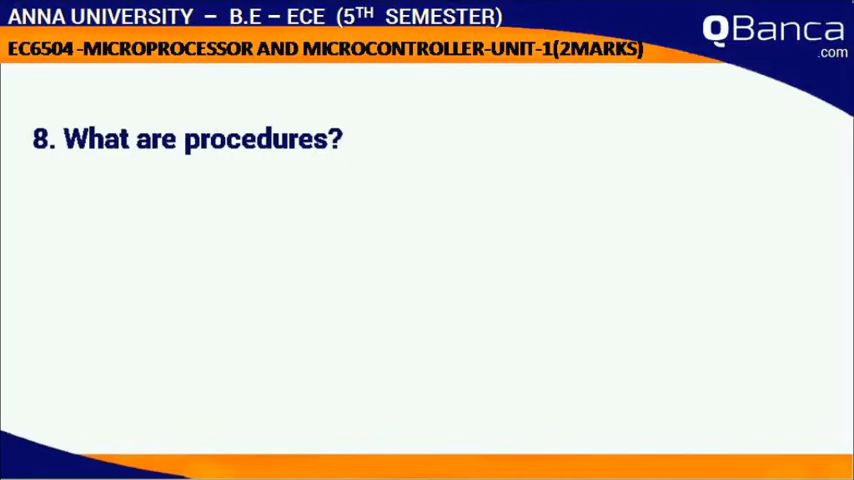 ANNA UNIVERSITY – B.E – ECE (5TH SEMESTER)
EC6504 -MICROPROCESSOR AND MICROCONTROLLER-UNIT-1(2MARKS)
QBanca
.com
8. What are procedures?